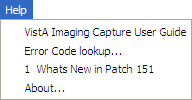 Help
VistA Imaging Capture User Guide
Error Code lookup...
1  Whats New in Patch 151
About...